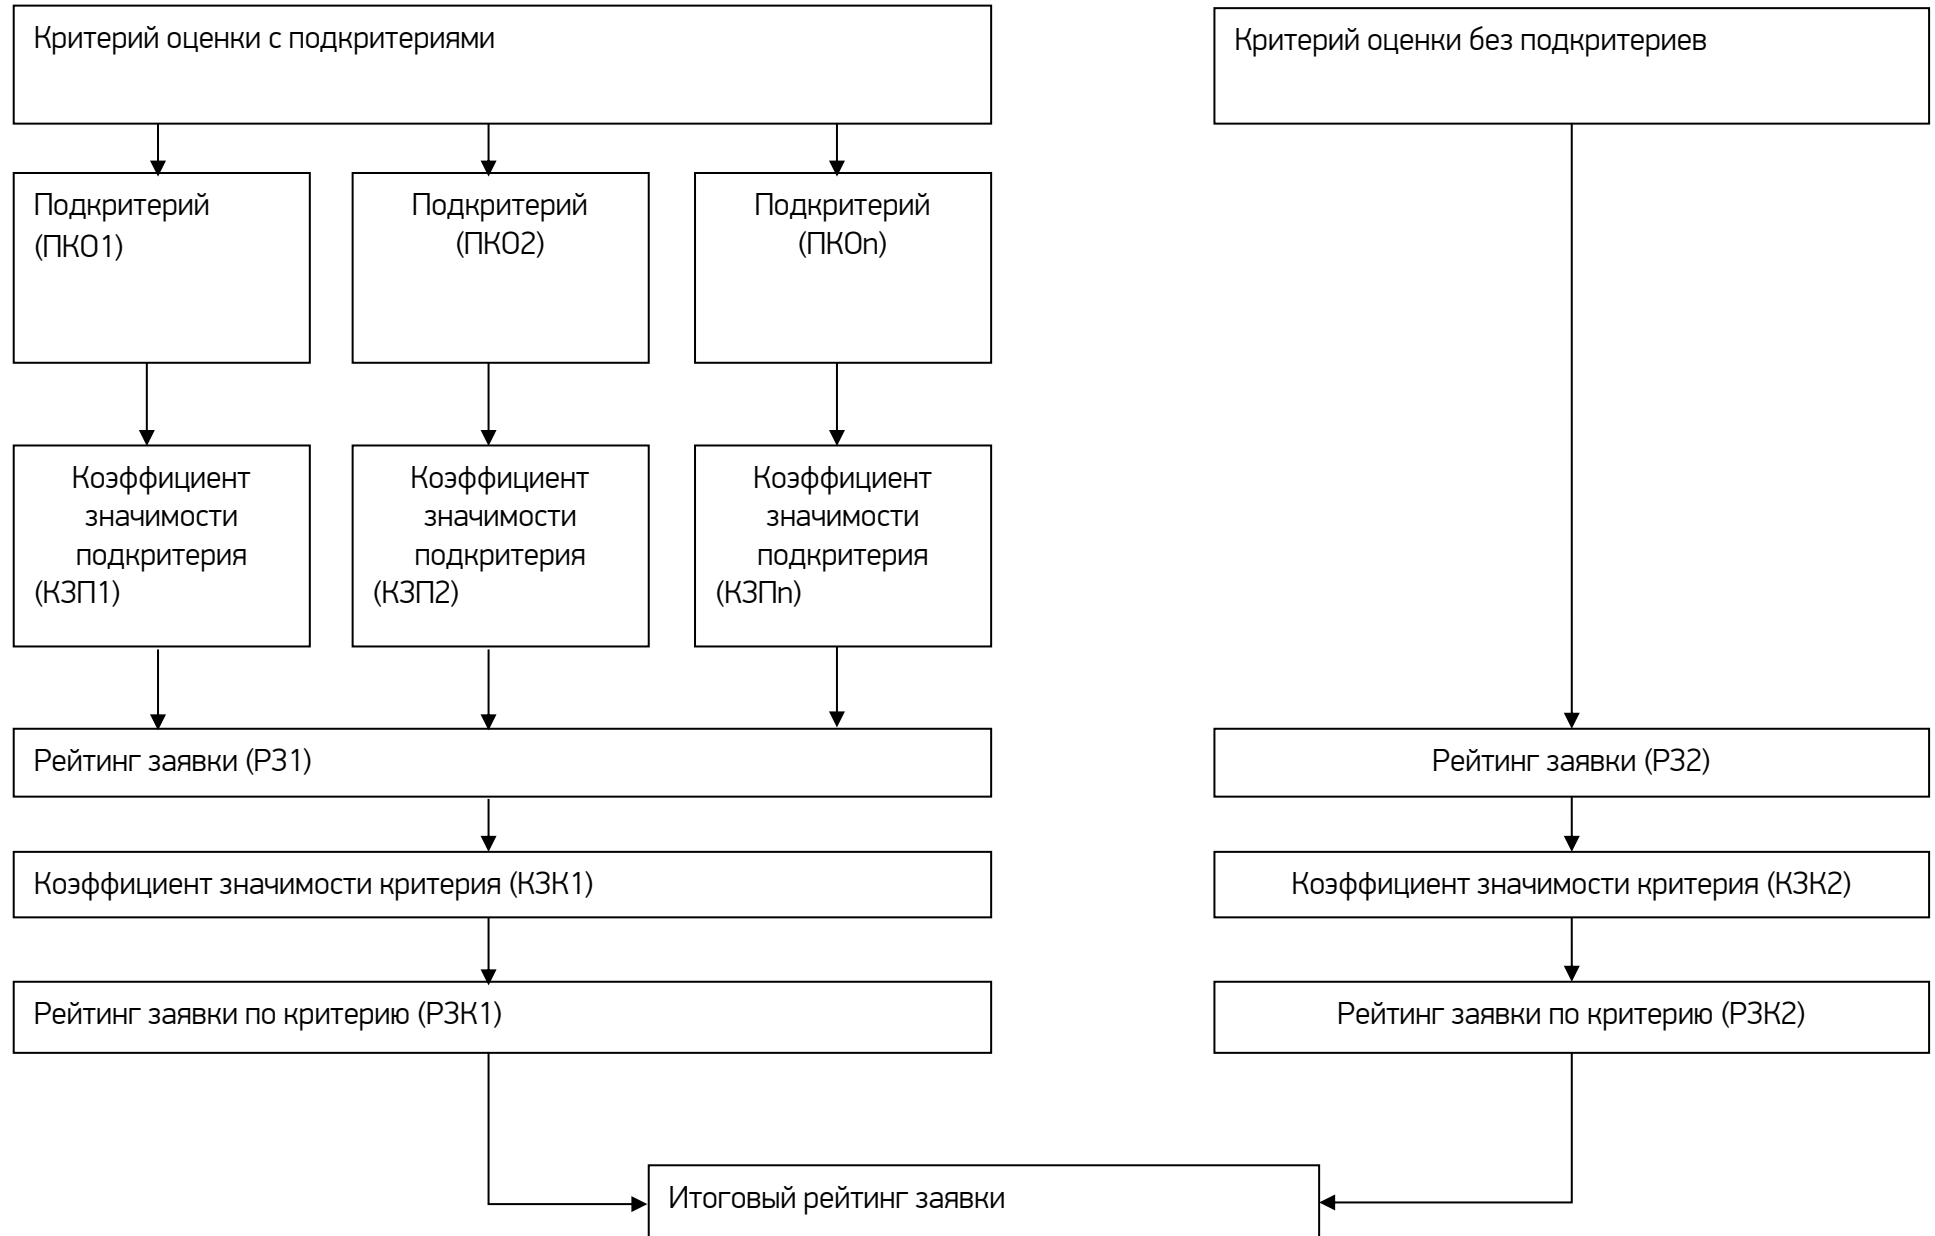 Критерий оценки с подкритериями
Критерий оценки без подкритериев
Подкритерий
(ПКО1)
Подкритерий
(ПКО2)
Подкритерий
(ПКОn)
Коэффициент
значимости
подкритерия
(КЗП1)
Коэффициент
значимости
подкритерия
(КЗП2)
Коэффициент
значимости
подкритерия
(КЗПn)
Рейтинг заявки (РЗ1)
Рейтинг заявки (РЗ2)
Коэффициент значимости критерия (КЗК1)
Коэффициент значимости критерия (КЗК2)
Рейтинг заявки по критерию (РЗК1)
Рейтинг заявки по критерию (РЗК2)
Итоговый рейтинг заявки